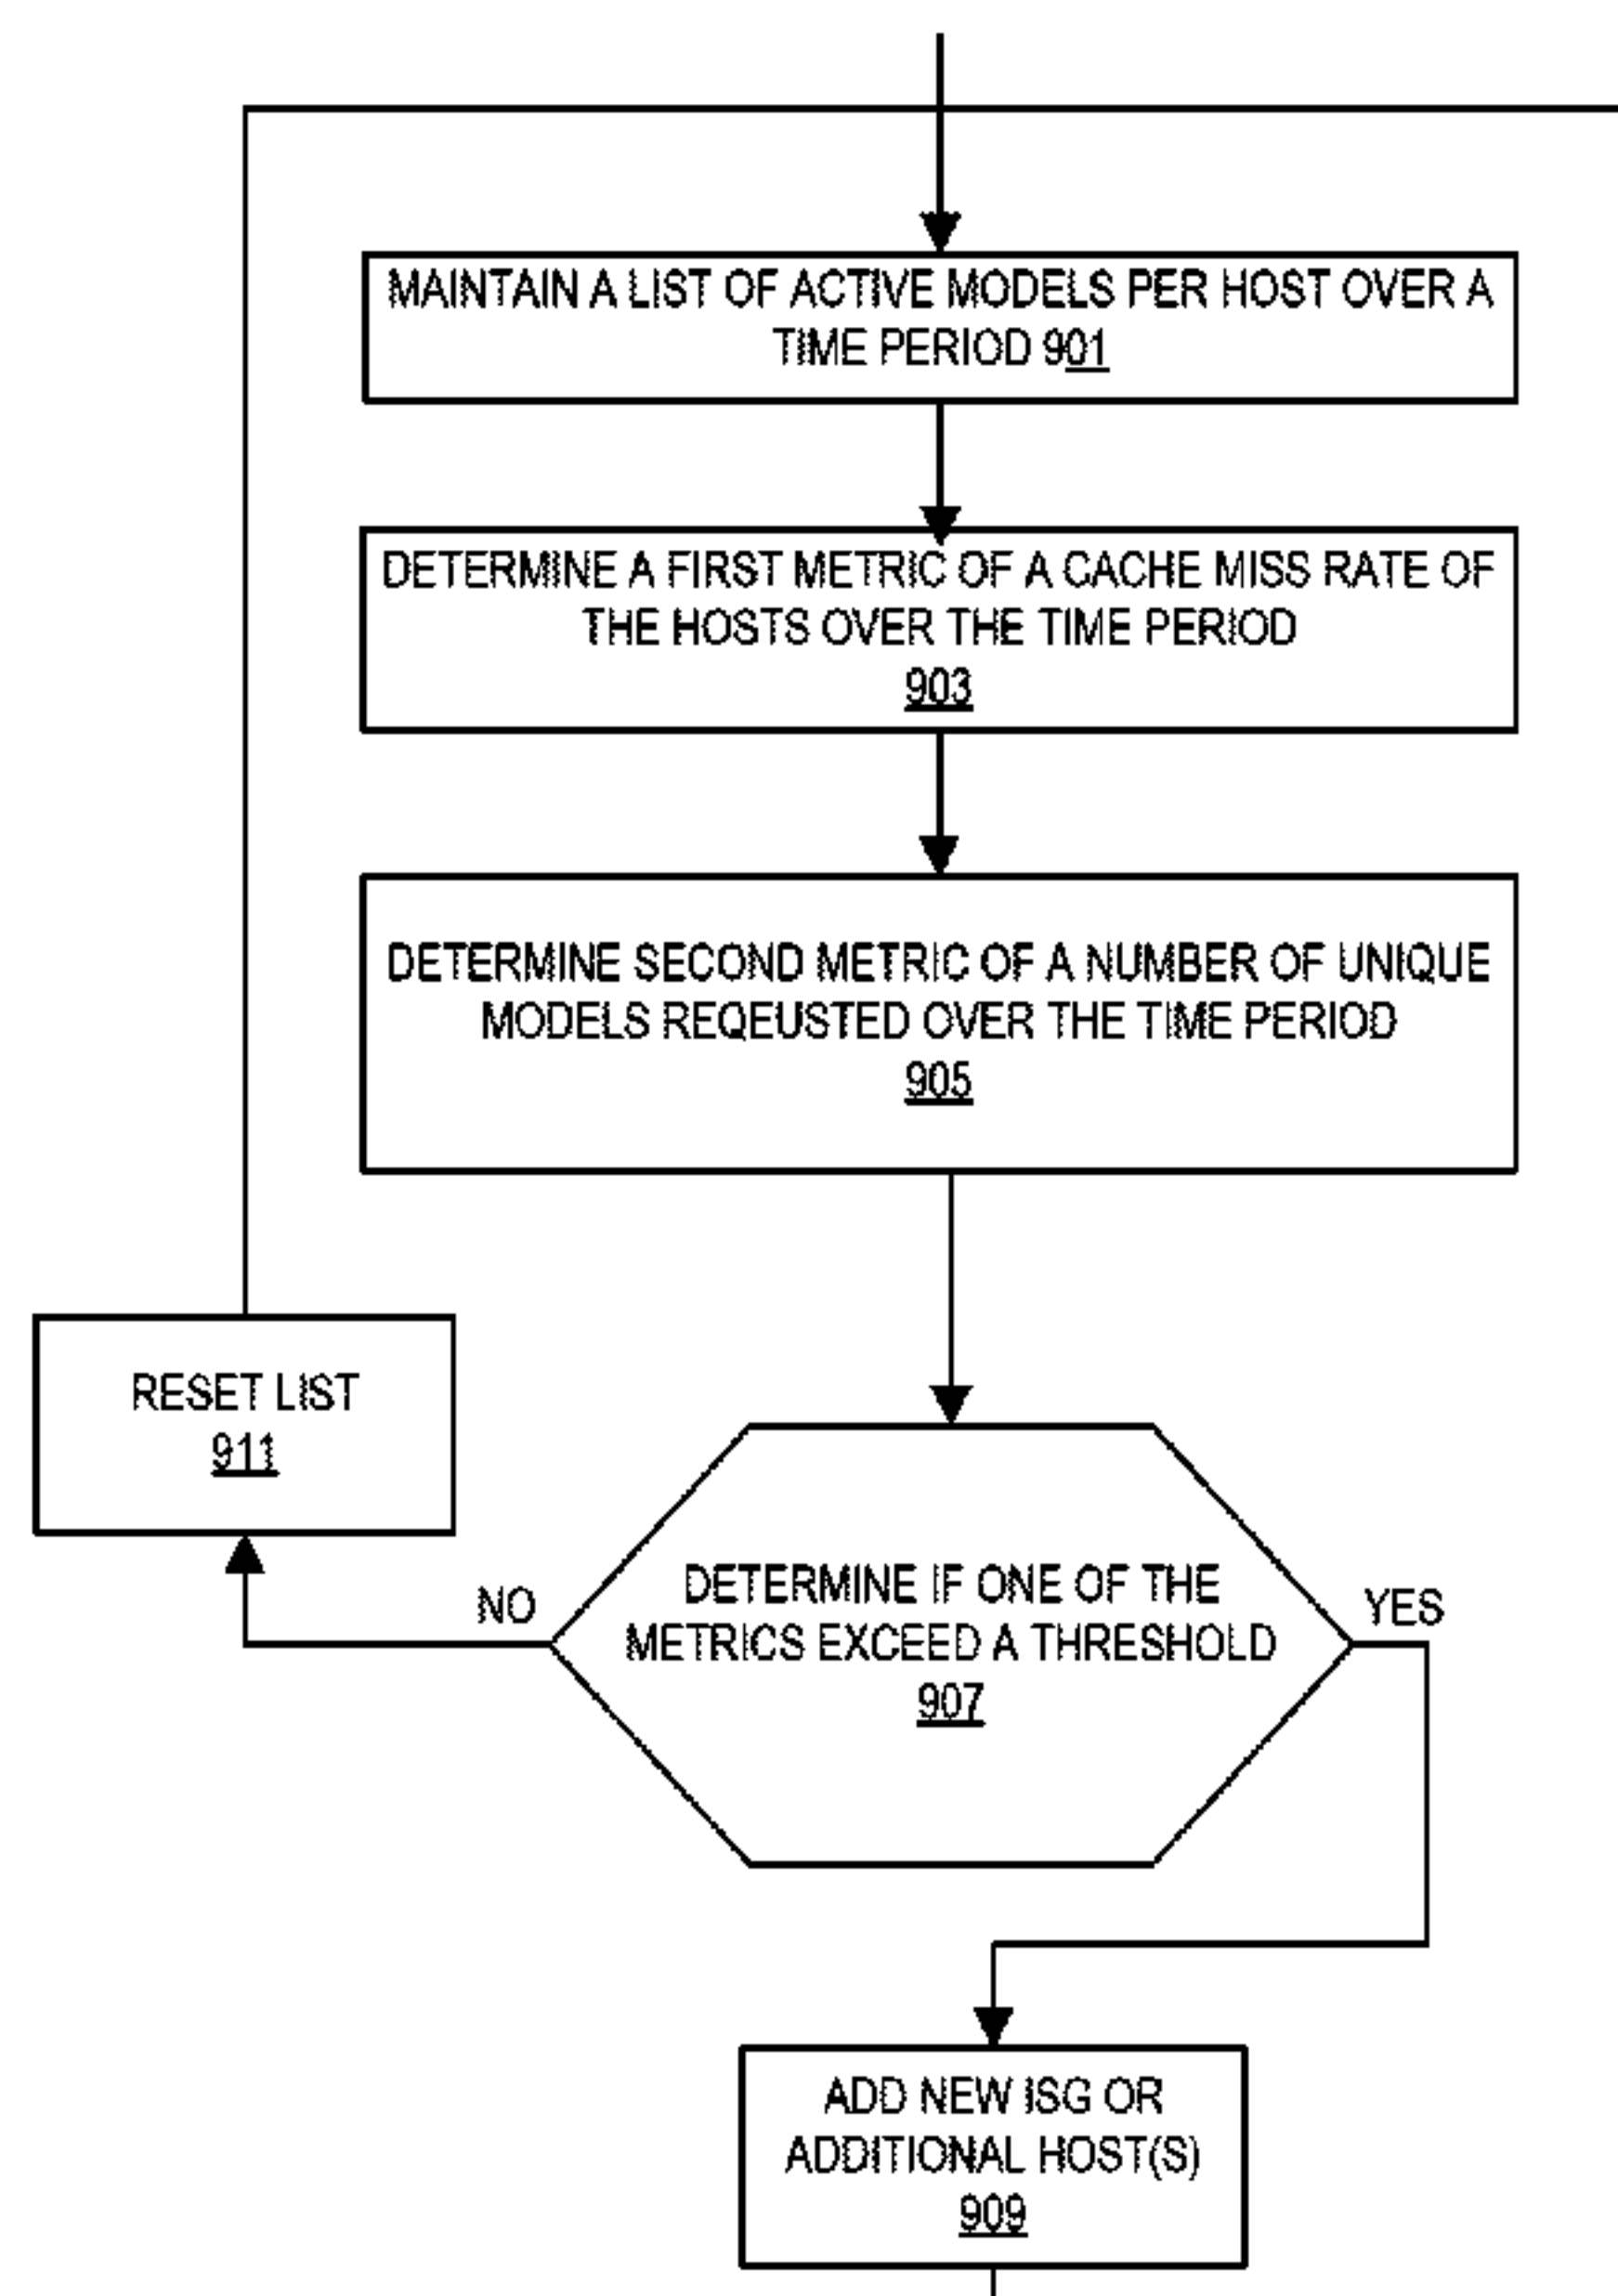 MAINTAIN A LIST OF ACTIVE MODELS PER HOST OVER A
TIME PERIOD 901
DETERMINE A FIRST METRIC OF A CACHE MISS RATE OF
THE HOSTS OVER THE TIME PERIOD
903
DETERMINE SECOND METRIC OF A NUMBER OF UNIQUE
MODELS REQEUSTED OVER THE TIME PERIOD
905
RESET LIST
911
NO
DETERMINE IF ONE OF THE
METRICS EXCEED A THRESHOLD
907
YES
ADD NEW ISG OR
ADDITIONAL HOST(S)
909